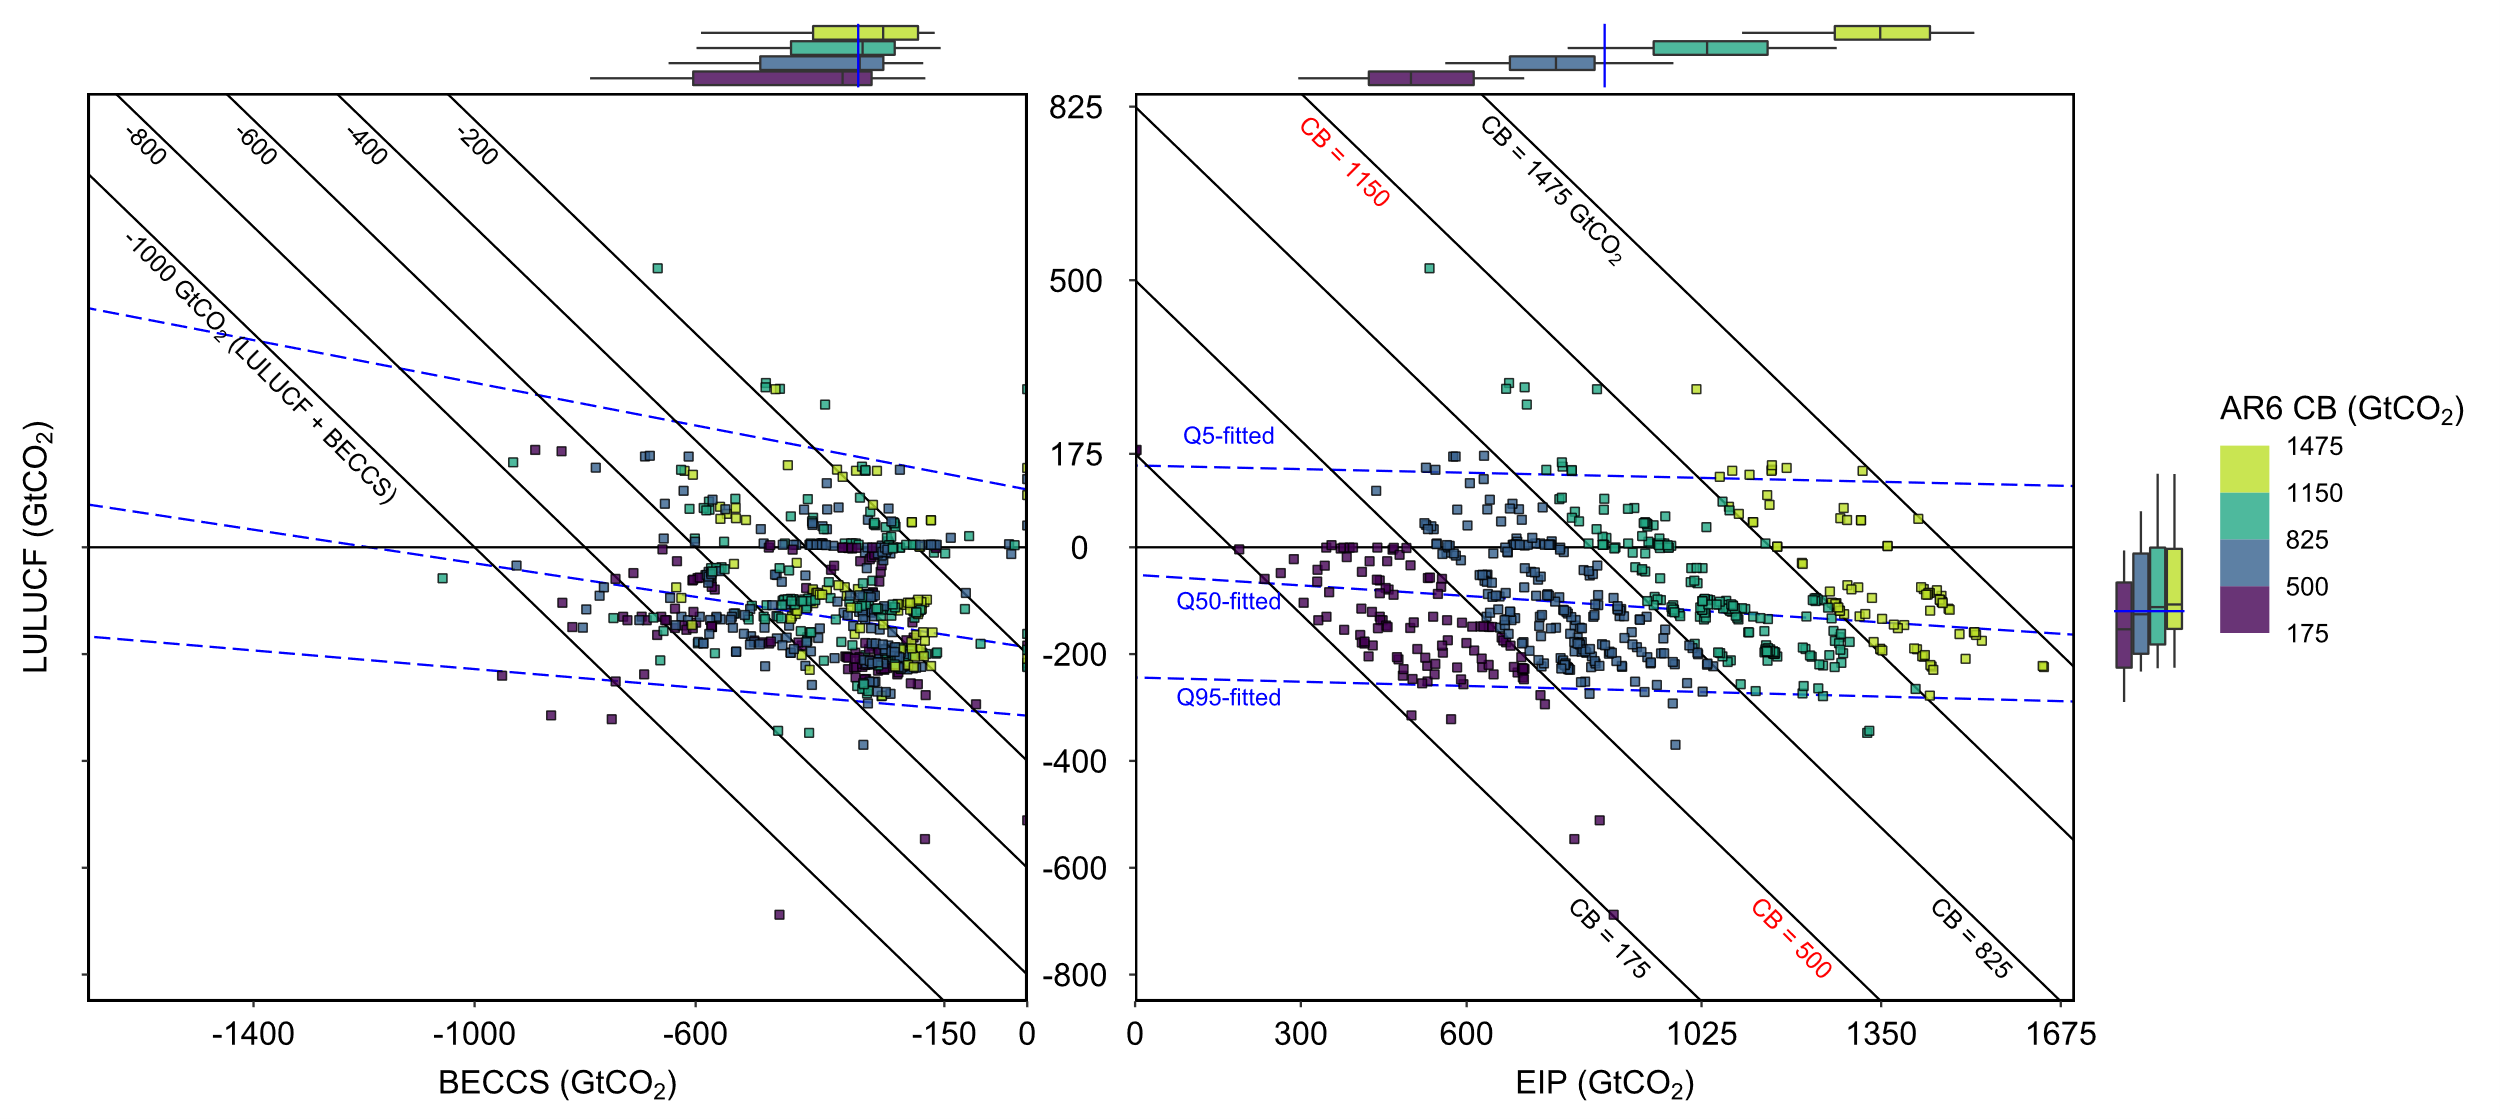 -800
-600
-400
-200
-1000 GtCO₂ (LULUCF + BECCS)
LULUCF (GtCO₂)
825
500
175
0
-200
-400
-600
-800
CB = 1150
CB = 1475 GtCO₂
Q5-fitted
Q50-fitted
Q95-fitted
CB = 175
CB = 500
CB = 825
AR6 CB (GtCO₂)
1475
1150
825
500
175
-1400
-1000
-600
-150
0
0
300
600
1025
1350
1675
BECCS (GtCO₂)
EIP (GtCO₂)